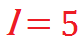 l = 5